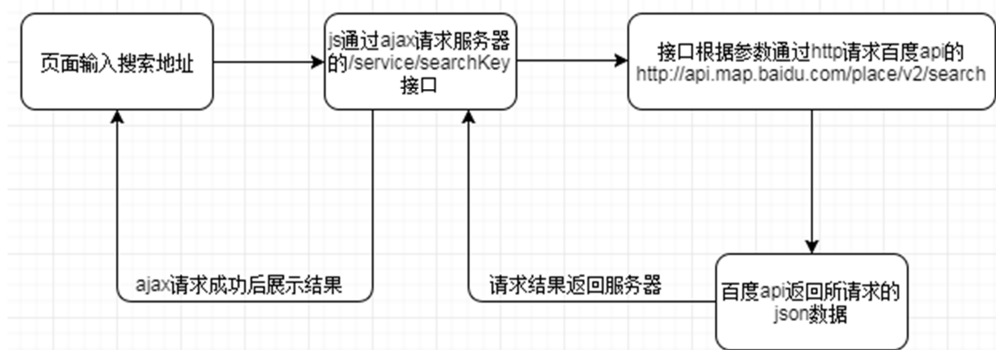 页面输入搜索地址
js通过ajax请求服务器
的/service/searchKey
接口
接口根据参数通过http请求百度api的
http://api.map.baidu.com/place/v2/search
ajax请求成功后展示结果
请求结果返回服务器
百度api返回所请求的
json数据